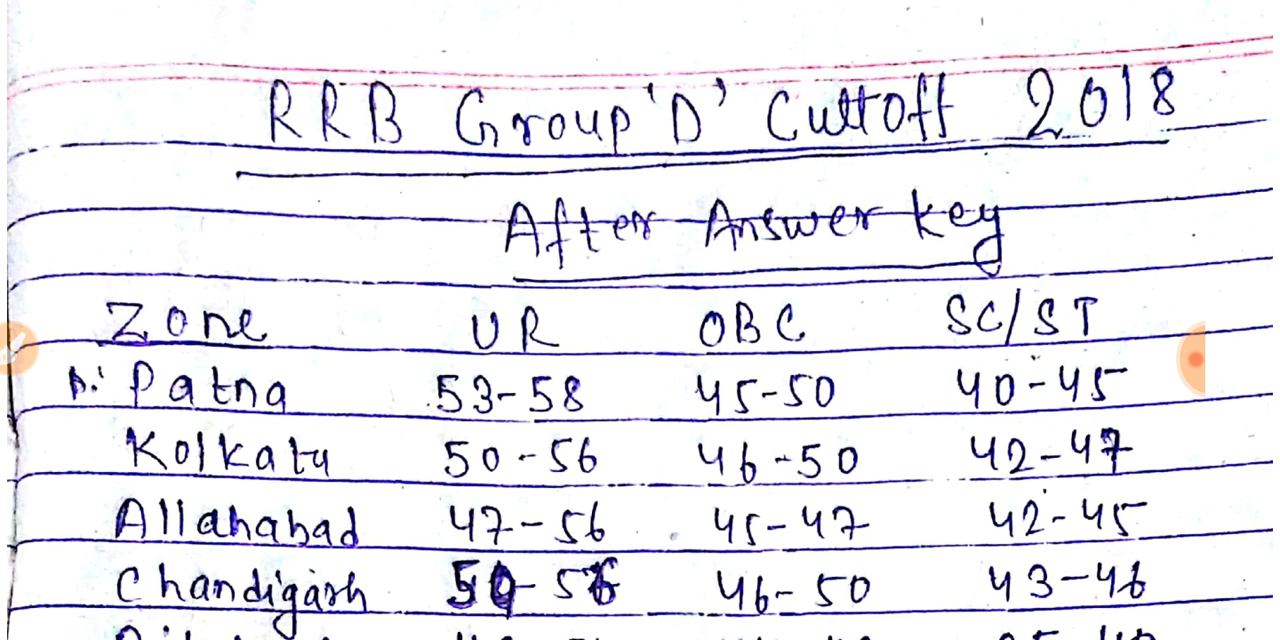 RRB Group 'D' Cuttoff 2018
After Answer key
Zone UR OBC SC/ST
Patna 53-58 45-50 40-45
Kolkata 50-56 46-50 42-47
Allahabad 47-56 45-47 42-45
Chandigarh 46-50 43-46